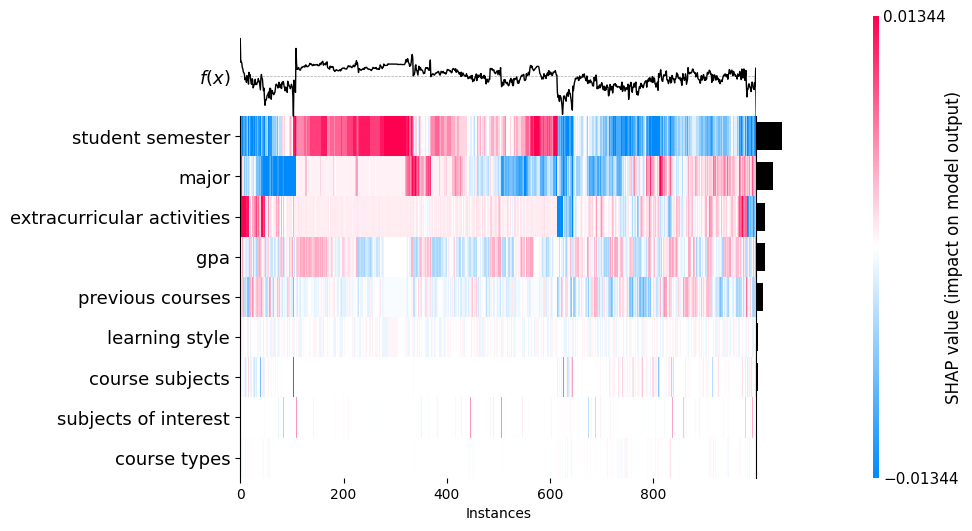 0.01344
f(x)
student semester
major
extracurricular activities
gpa
previous courses
learning style
course subjects
subjects of interest
course types
0 200 400 600 800
Instances
−0.01344
SHAP value (impact on model output)